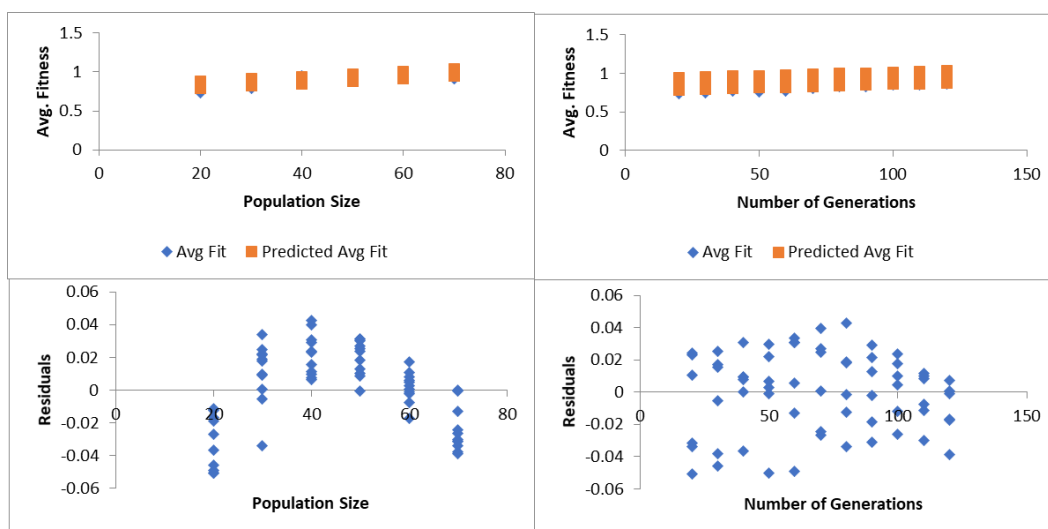 1.5
1
0.5
0
Avg. Fitness
0 20 40 60 80
Population Size
Avg Fit Predicted Avg Fit
1.5
1
0.5
0
Avg. Fitness
0 50 100 150
Number of Generations
Avg Fit Predicted Avg Fit
0.06
0.04
0.02
0
-0.02
-0.04
-0.06
Residuals
0 20 40 60 80
Population Size
0.06
0.04
0.02
0
-0.02
-0.04
-0.06
Residuals
0 50 100 150
Number of Generations